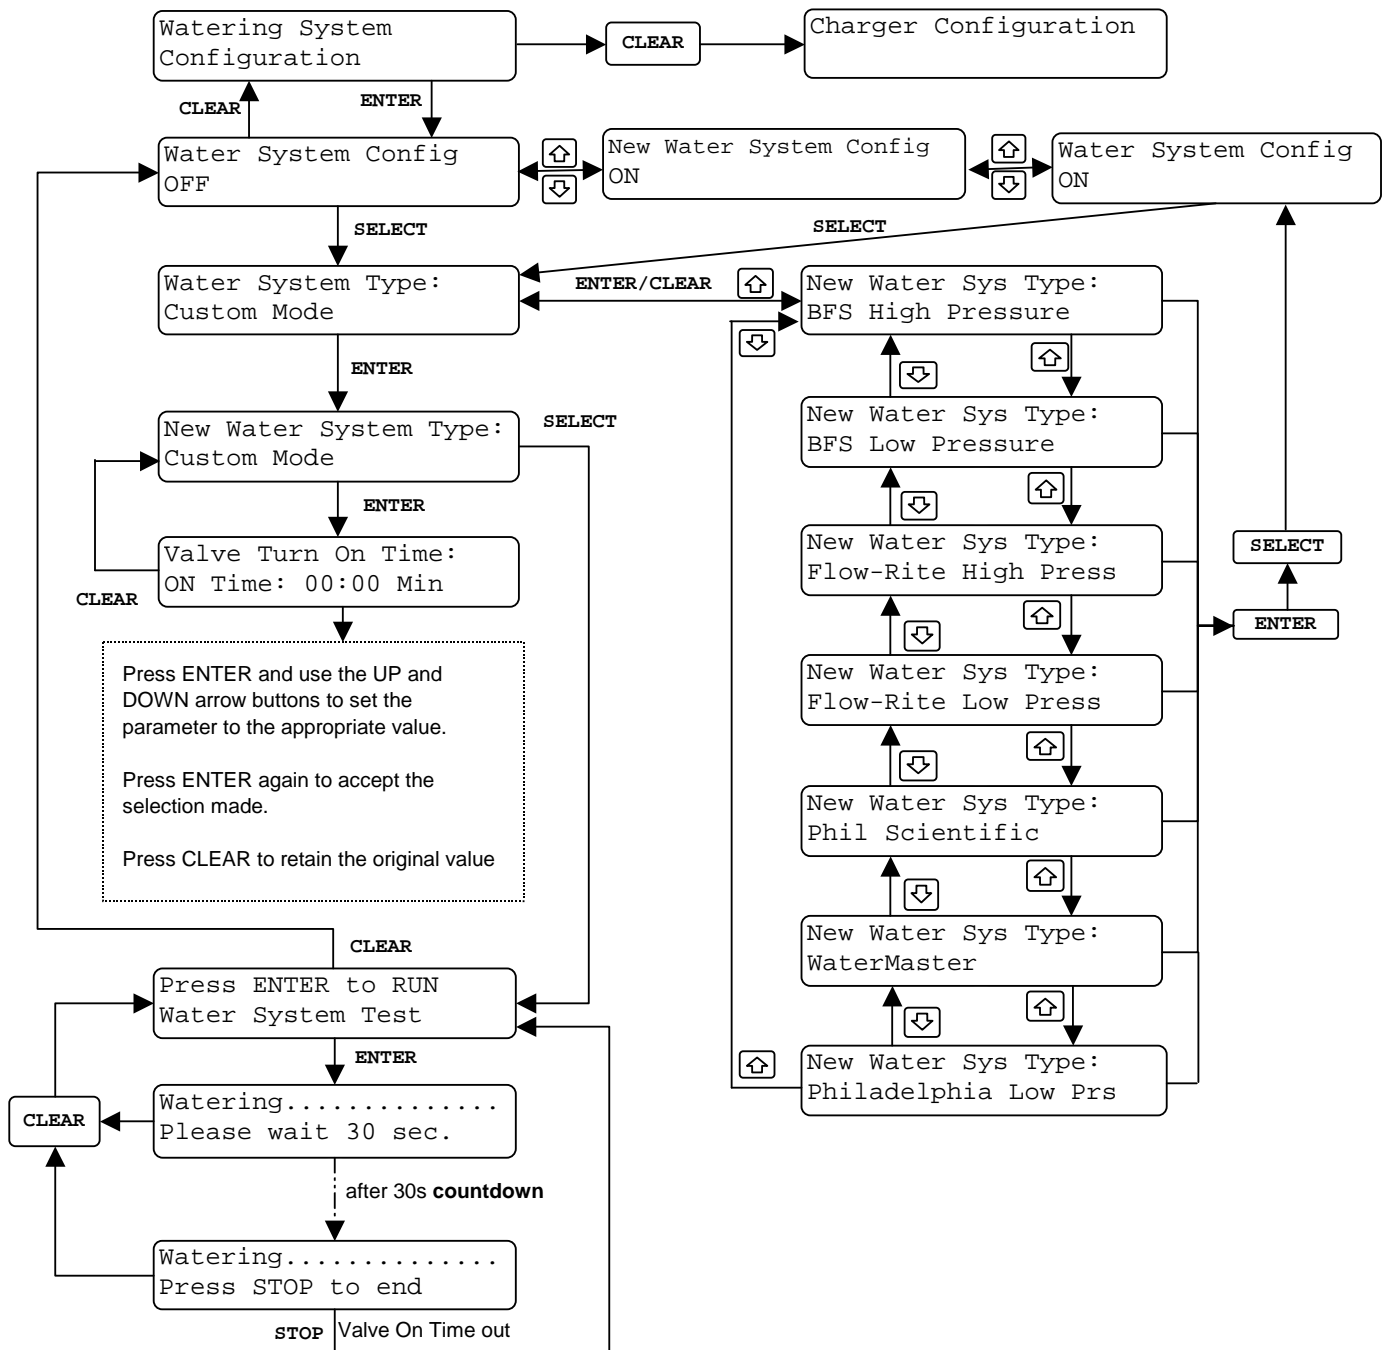 Watering System
Configuration
CLEAR
Charger Configuration
CLEAR
ENTER
Water System Config
OFF
New Water System Config
ON
Water System Config
ON
SELECT
SELECT
Water System Type:
Custom Mode
ENTER/CLEAR
New Water Sys Type:
BFS High Pressure
ENTER
New Water System Type:
Custom Mode
SELECT
New Water Sys Type:
BFS Low Pressure
ENTER
Valve Turn On Time:
ON Time: 00:00 Min
CLEAR
New Water Sys Type:
Flow-Rite High Press
SELECT
ENTER
Press ENTER and use the UP and
DOWN arrow buttons to set the
parameter to the appropriate value.
Press ENTER again to accept the
selection made.
Press CLEAR to retain the original value
New Water Sys Type:
Flow-Rite Low Press
New Water Sys Type:
Phil Scientific
New Water Sys Type:
WaterMaster
New Water Sys Type:
Philadelphia Low Prs
CLEAR
Press ENTER to RUN
Water System Test
ENTER
CLEAR
Watering..............
Please wait 30 sec.
after 30s countdown
Watering..............
Press STOP to end
STOP
Valve On Time out